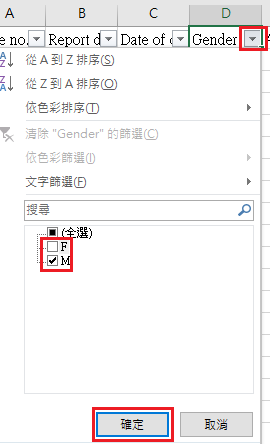 A B C D
e no. Report d Date of c Gender
從 A 到 Z 排序(S)
從 Z 到 A 排序(O)
依色彩排序(T)
清除 "Gender" 的篩選(C)
依色彩篩選(I)
文字篩選(F)
搜尋
(全選)
F
M
確定 取消